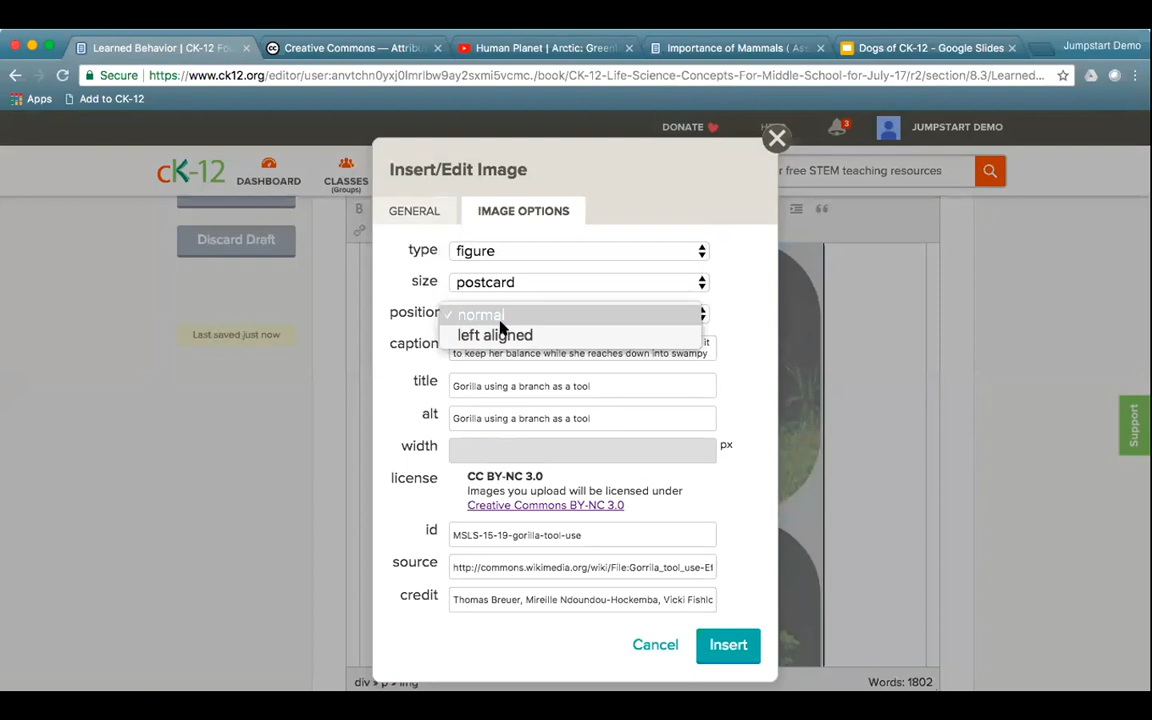 Learned Behavior | CK-12 Fou
Creative Commons — Attribu
Human Planet | Arctic: Greenl
Importance of Mammals ( As
Dogs of CK-12 - Google Slides
Jumpstart Demo
Secure
https://www.ck12.org/editor/user:anvtchn0yxj0lmrlbw9ay2sxmi5vcmc./book/CK-12-Life-Science-Concepts-For-Middle-School-for-July-17/r2/section/8.3/Learned...
Apps
Add to CK-12
DONATE
3
JUMPSTART DEMO
cK-12
DASHBOARD
CLASSES
(Groups)
r free STEM teaching resources
Insert/Edit Image
GENERAL
IMAGE OPTIONS
Discard Draft
B
type
figure
size
postcard
position
✓ normal
left aligned
Last saved just now
caption
it
to keep her balance while she reaches down into swampy
title
Gorilla using a branch as a tool
alt
Gorilla using a branch as a tool
width
px
license
CC BY-NC 3.0
Images you upload will be licensed under
Creative Commons BY-NC 3.0
id
MSLS-15-19-gorilla-tool-use
source
http://commons.wikimedia.org/wiki/File:Gorrila_tool_use-Ef
credit
Thomas Breuer, Mireille Ndoundou-Hockemba, Vicki Fishlc
Cancel
Insert
Support
div » p » img
Words: 1802